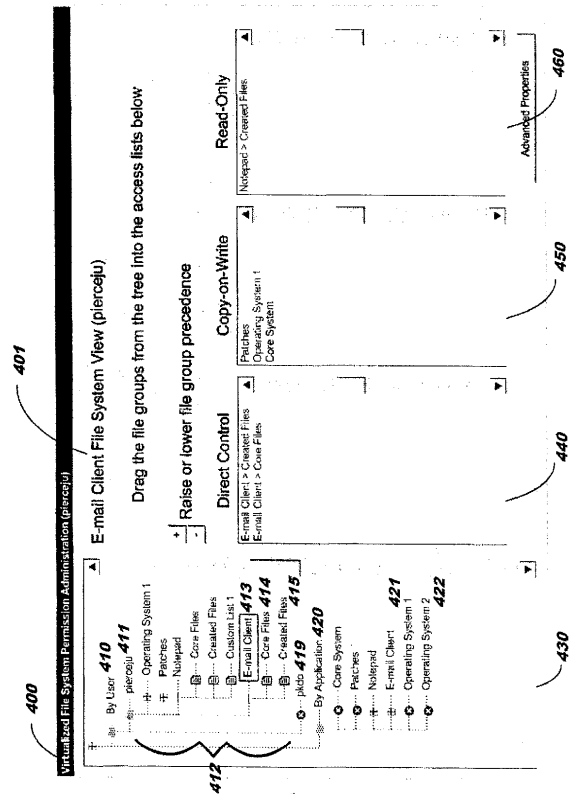 400
Virtualized File System Permission Administration (pierceju)
401
E-mail Client File System View (pierceju)
Drag the file groups from the tree into the access lists below
+
-
Raise or lower file group precedence
By User 410
pierceju 411
Operating System 1
Patches
Notepad
Core Files
Created Files
Custom List 1
E-mail Client 413
Core Files 414
Created Files 415
412
pkdb 419
By Application 420
Core System
Patches
Notepad
E-mail Client 421
Operating System 1
Operating System 2 422
430
Direct Control
E-mail Client > Created Files
E-mail Client > Core Files
440
Copy-on-Write
Patches
Operating System 1
Core System
450
Read-Only
Notepad > Created Files
460
Advanced Properties